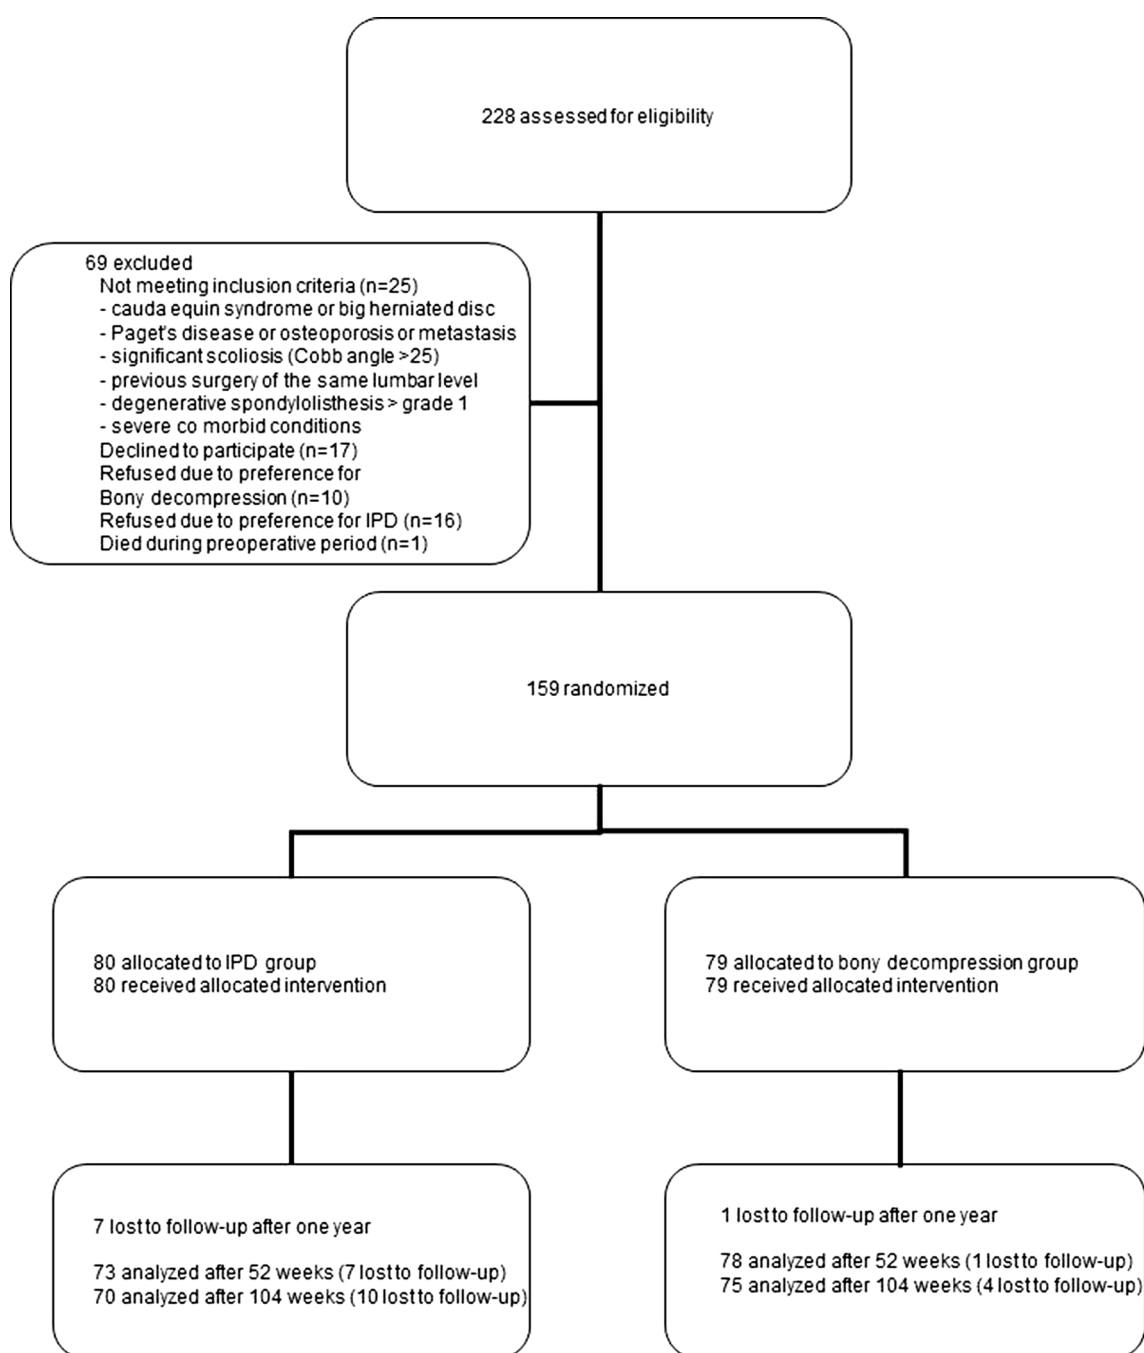 228 assessed for eligibility
69 excluded
Not meeting inclusion criteria (n=25)
- cauda equin syndrome or big herniated disc
- Paget's disease or osteoporosis or metastasis
- significant scoliosis (Cobb angle >25)
- previous surgery of the same lumbar level
- degenerative spondylolisthesis > grade 1
- severe co morbid conditions
Declined to participate (n=17)
Refused due to preference for
Bony decompression (n=10)
Refused due to preference for IPD (n=16)
Died during preoperative period (n=1)
159 randomized
80 allocated to IPD group
80 received allocated intervention
79 allocated to bony decompression group
79 received allocated intervention
7 lost to follow-up after one year
73 analyzed after 52 weeks (7 lost to follow-up)
70 analyzed after 104 weeks (10 lost to follow-up)
1 lost to follow-up after one year
78 analyzed after 52 weeks (1 lost to follow-up)
75 analyzed after 104 weeks (4 lost to follow-up)